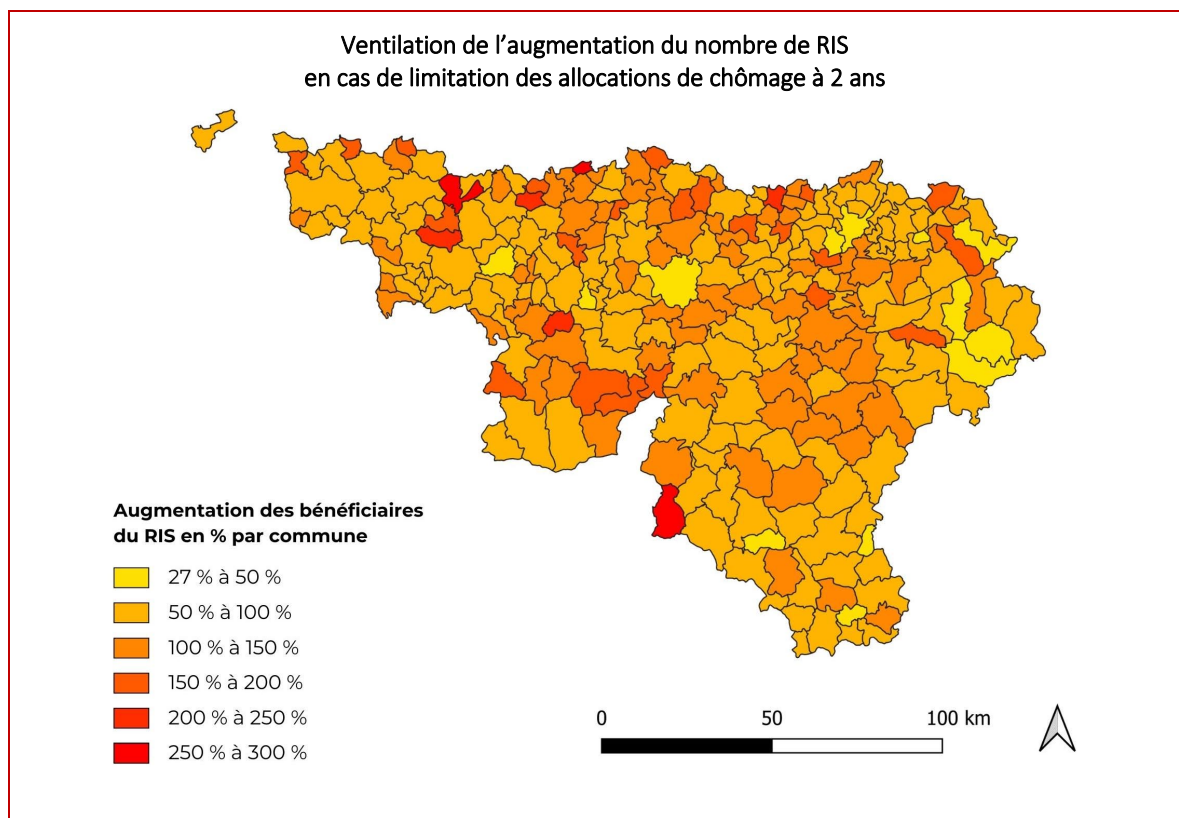 Ventilation de l’augmentation du nombre de RIS
en cas de limitation des allocations de chômage à 2 ans
Augmentation des bénéficiaires
du RIS en % par commune
27 % à 50 %
50 % à 100 %
100 % à 150 %
150 % à 200 %
200 % à 250 %
250 % à 300 %
0 50 100 km